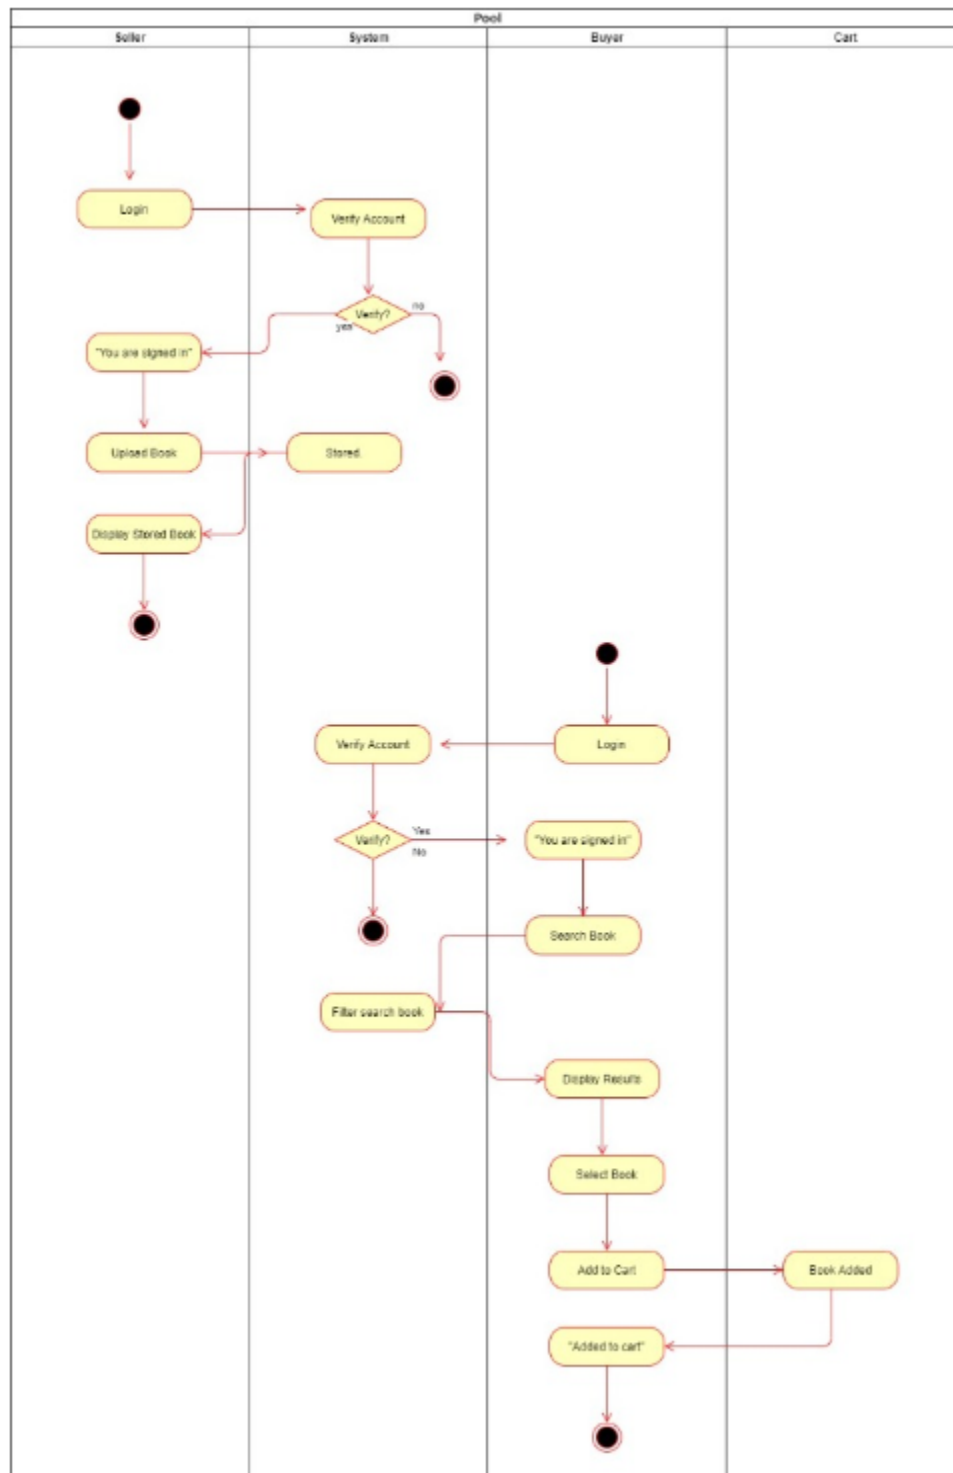 Pool
Seller
System
Buyer
Cart
Login
Verify Account
Verify?
no
yes
"You are signed in"
Upload Book
Stored
Display Stored Book
Verify Account
Login
Verify?
Yes
No
"You are signed in"
Search Book
Filter search book
Display Results
Select Book
Add to Cart
Book Added
"Added to cart"